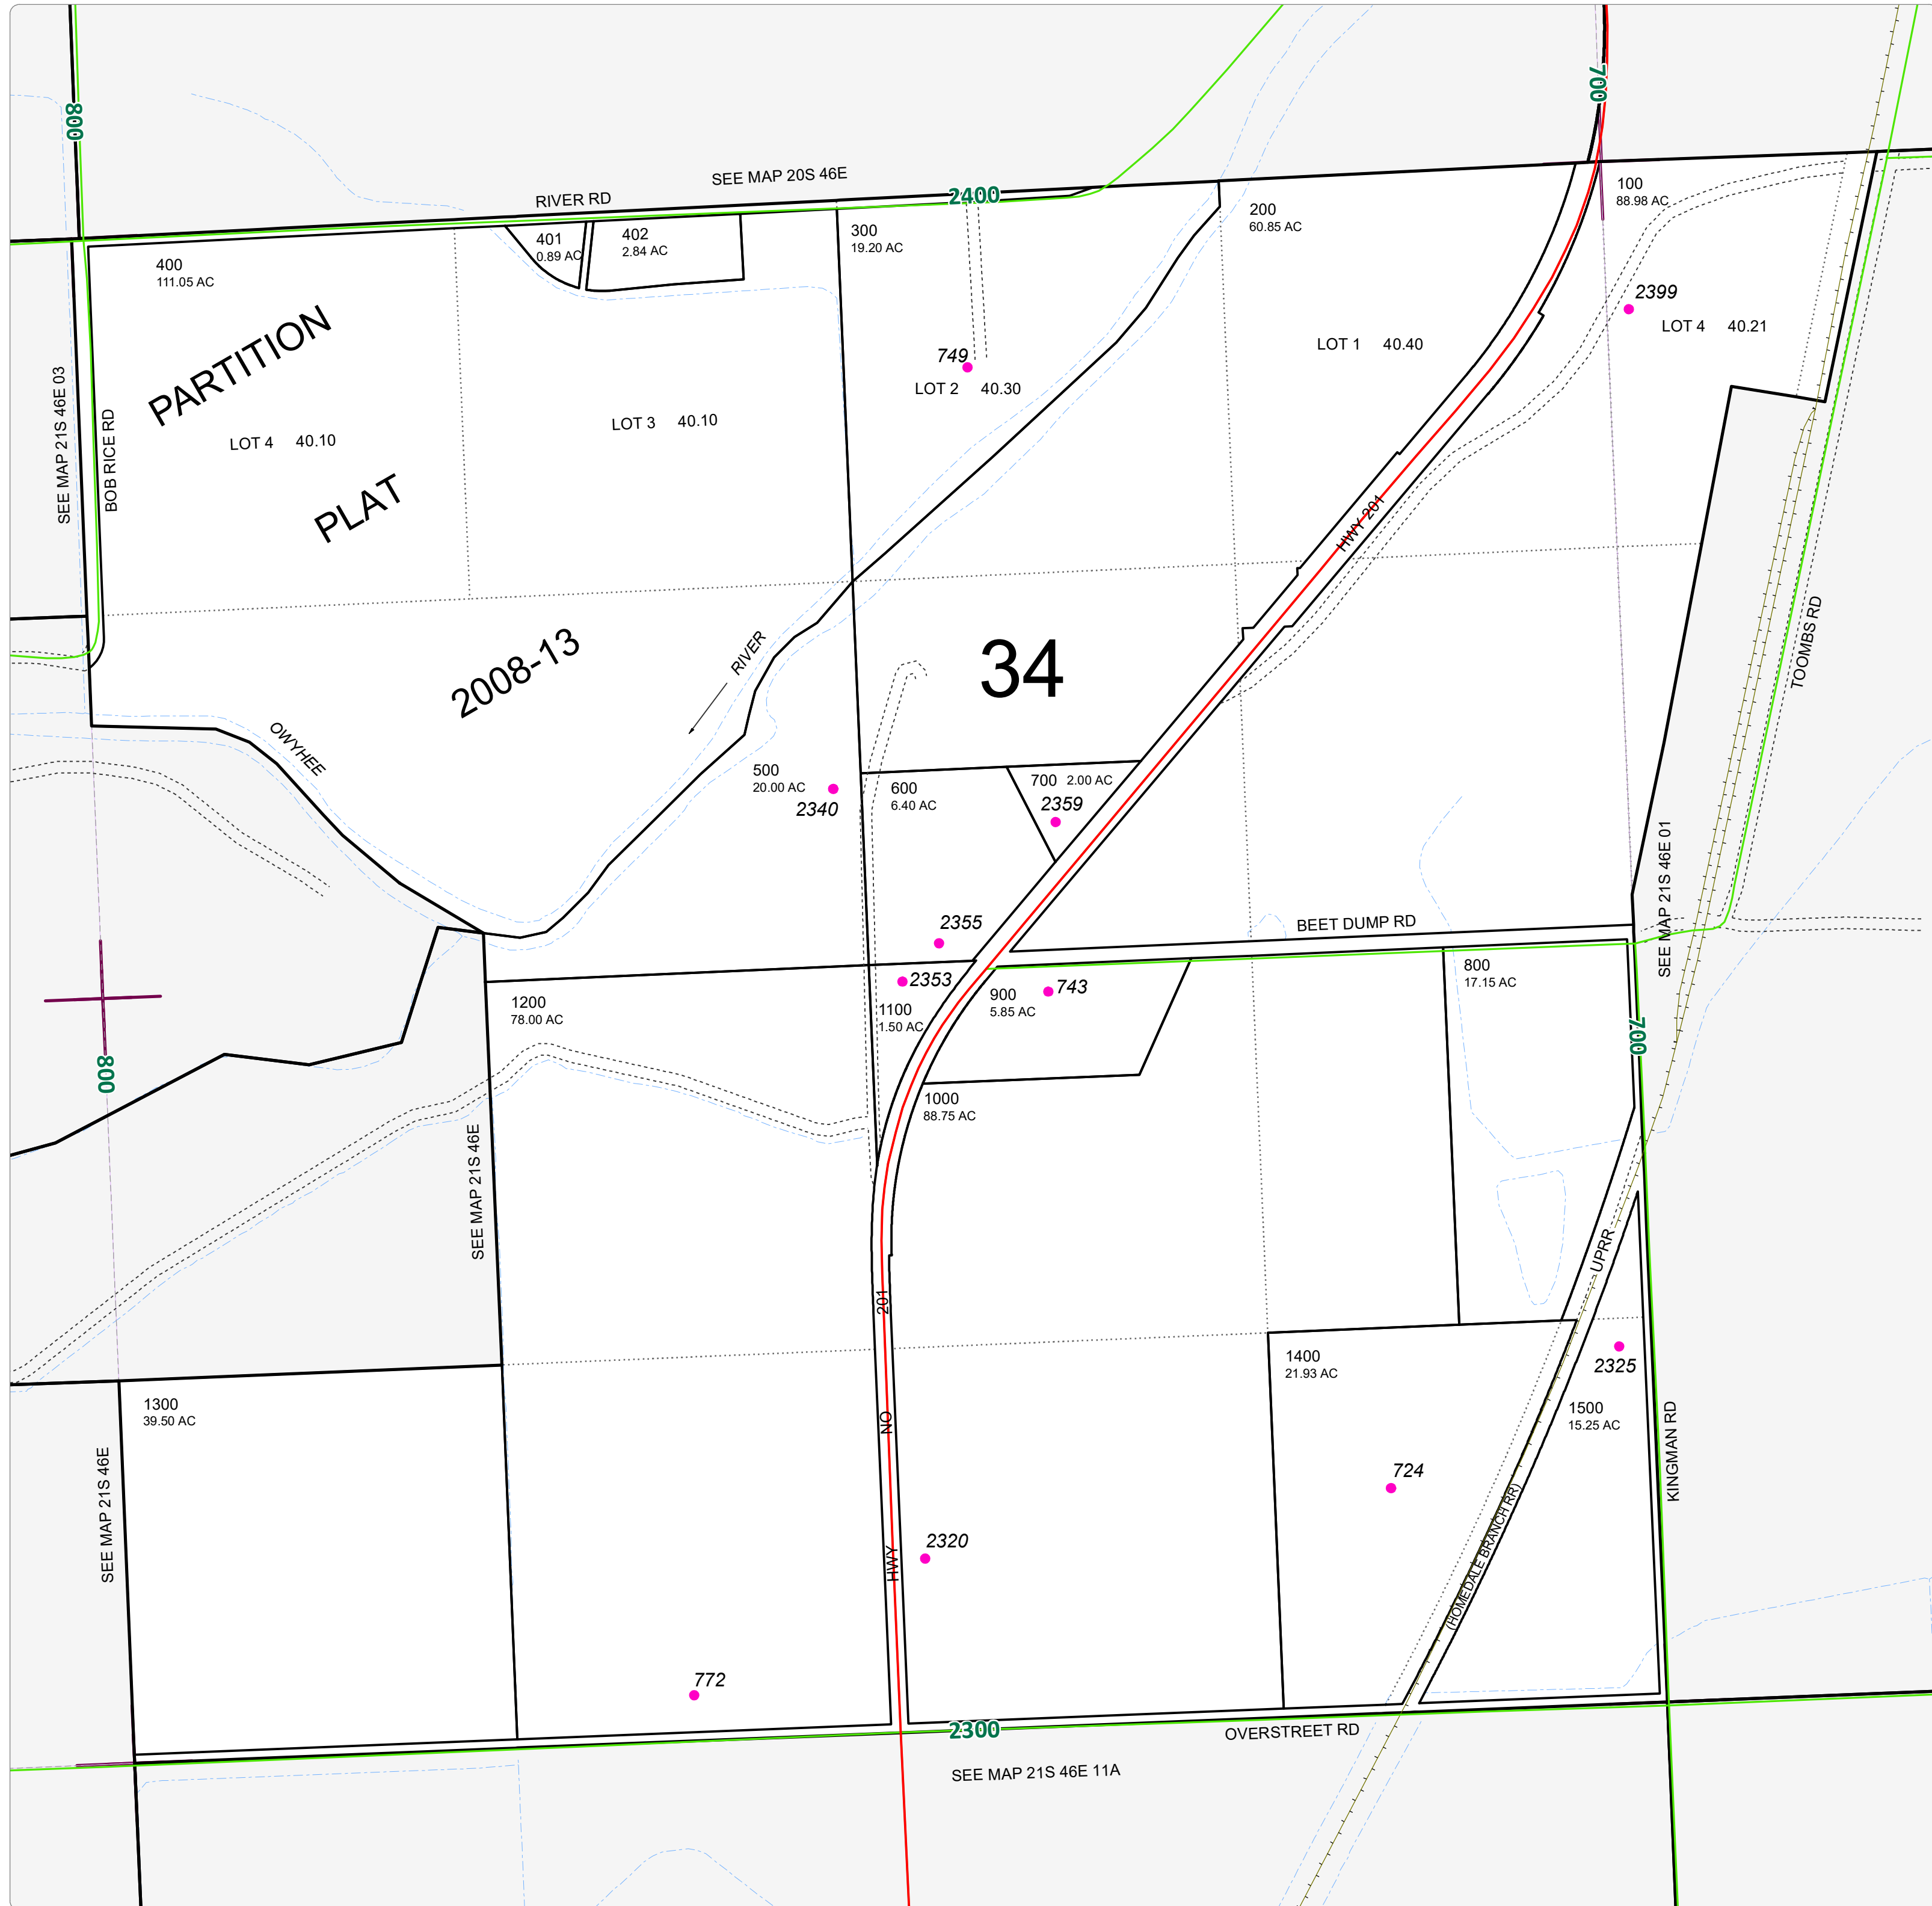 800
700
SEE MAP 20S 46E
RIVER RD
2400
100
88.98 AC
200
60.85 AC
300
19.20 AC
401
0.89 AC
402
2.84 AC
400
111.05 AC
2399
LOT 4 40.21
PARTITION
749
LOT 2 40.30
LOT 1 40.40
LOT 3 40.10
LOT 4 40.10
SEE MAP 21S 46E 03
BOB RICE RD
PLAT
HWY 201
2008-13
RIVER
34
TOOMBS RD
OWYHEE
500
20.00 AC
2340
600
6.40 AC
700 2.00 AC
2359
SEE MAP 21S 46E 01
2355
BEET DUMP RD
2353
743
900
5.85 AC
800
17.15 AC
1200
78.00 AC
1100
1.50 AC
700
800
1000
88.75 AC
SEE MAP 21S 46E
UPRR
201
1400
21.93 AC
2325
1300
39.50 AC
1500
15.25 AC
NO
KINGMAN RD
724
SEE MAP 21S 46E
HWY
2320
(HOMEDALE BRANCH RR)
772
2300
OVERSTREET RD
SEE MAP 21S 46E 11A